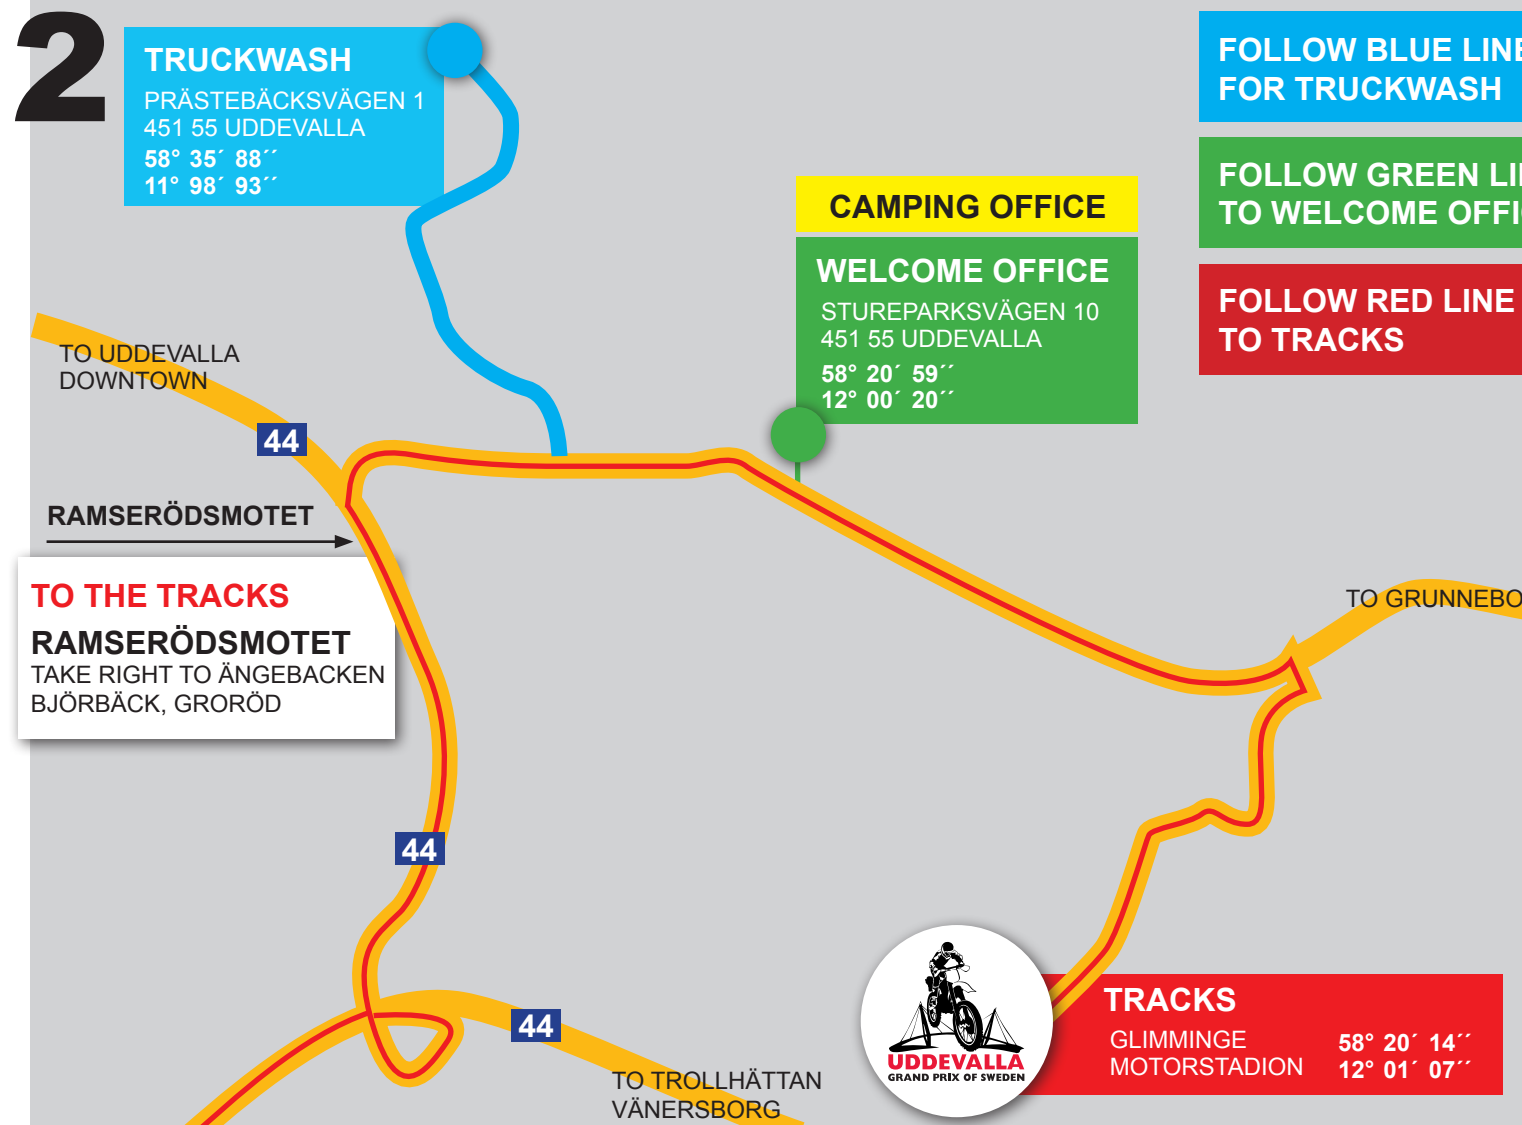 2
TRUCKWASH
PRÄSTEBÄCKSVÄGEN 1
451 55 UDDEVALLA
58° 35´ 88´´
11° 98´ 93´´
FOLLOW BLUE LINE
FOR TRUCKWASH
FOLLOW GREEN LI
TO WELCOME OFFI
FOLLOW RED LINE
TO TRACKS
CAMPING OFFICE
WELCOME OFFICE
STUREPARKSVÄGEN 10
451 55 UDDEVALLA
58° 20´ 59´´
12° 00´ 20´´
TO UDDEVALLA
DOWNTOWN
44
RAMSERÖDSMOTET
TO THE TRACKS
RAMSERÖDSMOTET
TAKE RIGHT TO ÄNGEBACKEN
BJÖRBÄCK, GRORÖD
TO GRUNNEBO
44
44
TO TROLLHÄTTAN
VÄNERSBORG
UDDEVALLA
GRAND PRIX OF SWEDEN
TRACKS
GLIMMINGE
MOTORSTADION
58° 20´ 14´´
12° 01´ 07´´